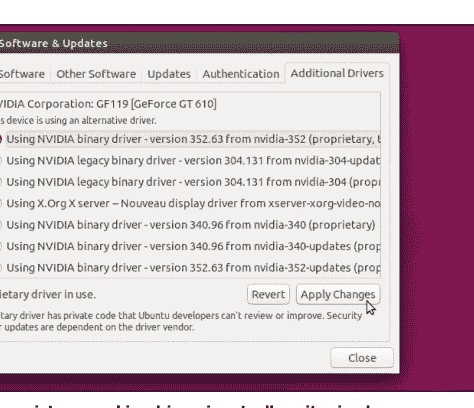 Software & Updates
Software Other Software Updates Authentication Additional Drivers
VIDIA Corporation: GF119 [GeForce GT 610]
s device is using an alternative driver.
Using NVIDIA binary driver - version 352.63 from nvidia-352 (proprietary, t
Using NVIDIA legacy binary driver - version 304.131 from nvidia-304-updat
Using NVIDIA legacy binary driver - version 304.131 from nvidia-304 (propr
Using X.Org X server – Nouveau display driver from xserver-xorg-video-no
Using NVIDIA binary driver - version 340.96 from nvidia-340 (proprietary)
Using NVIDIA binary driver - version 340.96 from nvidia-340-updates (prop
Using NVIDIA binary driver - version 352.63 from nvidia-352-updates (prop
ietary driver in use.
Revert Apply Changes
tary driver has private code that Ubuntu developers can't review or improve. Security
r updates are dependent on the driver vendor.
Close